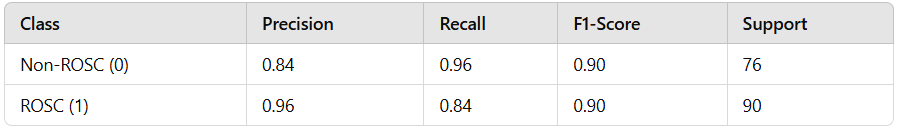 Class Precision Recall F1-Score Support
Non-ROSC (0) 0.84 0.96 0.90 76
ROSC (1) 0.96 0.84 0.90 90